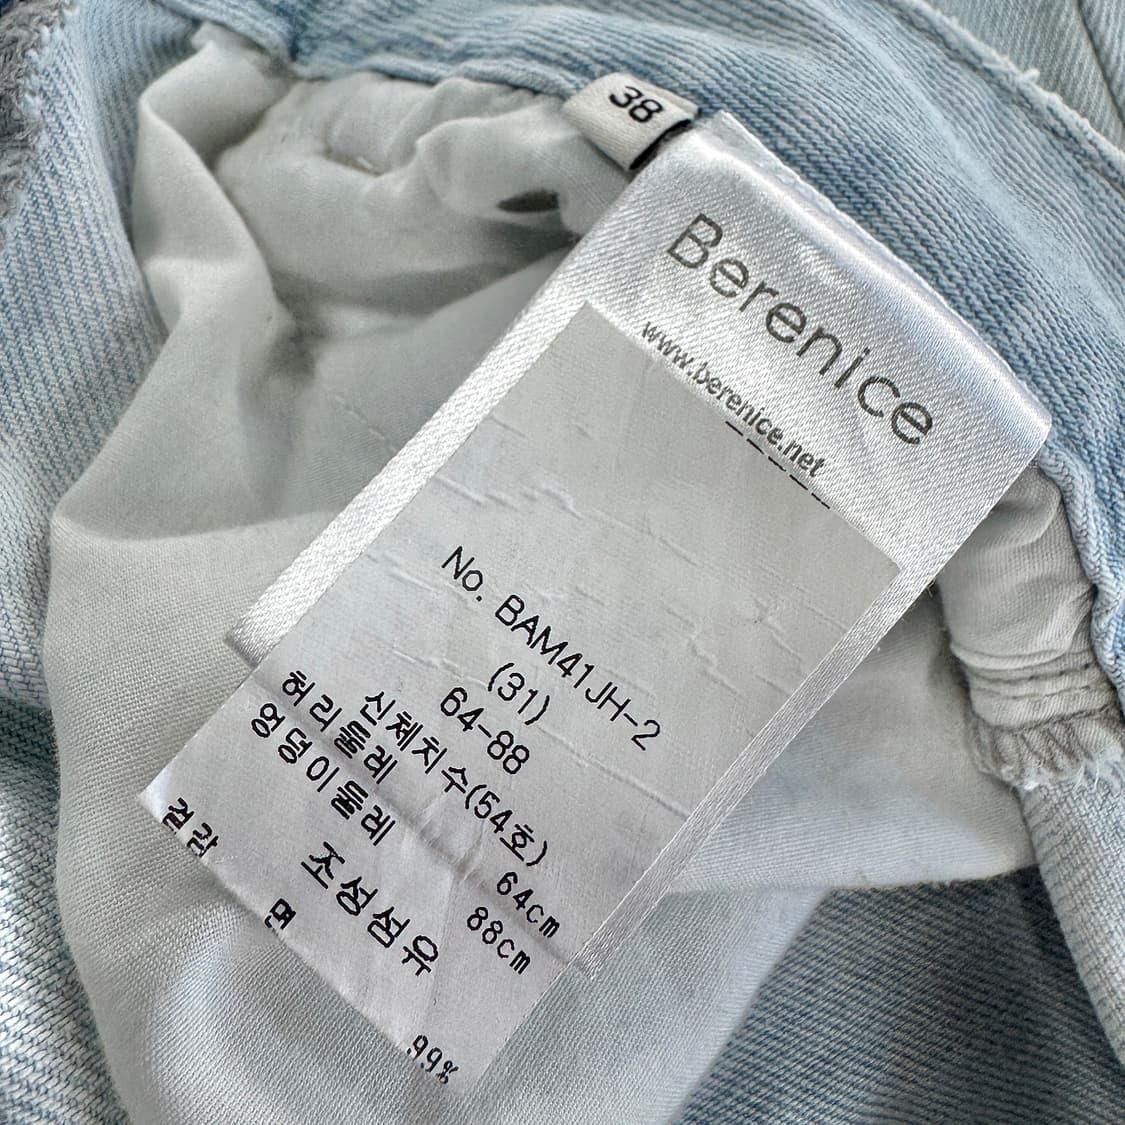 38
Berenice
www.berenice.net
No. BAM41JH-2
(31)
64-88
신체치수(54호)
허리둘레 64cm
엉덩이둘레 88cm
조성섬유
겉감
면 99%